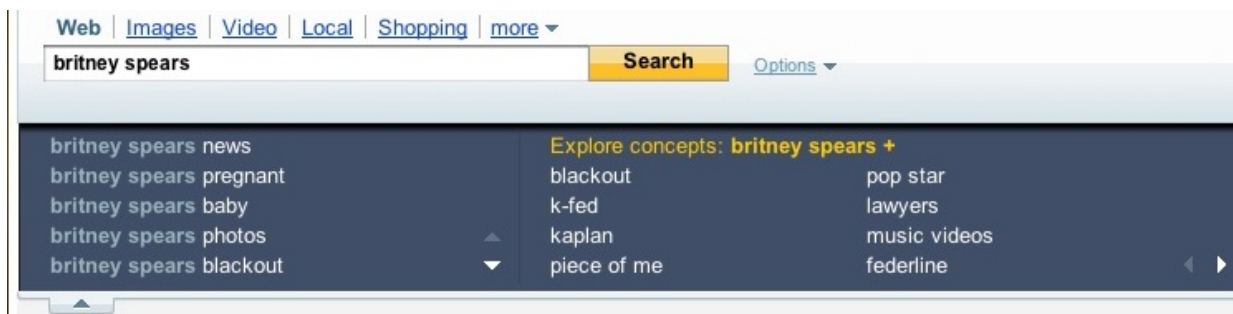 Web | Images | Video | Local | Shopping | more
britney spears Search Options
britney spears news
britney spears pregnant
britney spears baby
britney spears photos
britney spears blackout
Explore concepts: britney spears +
blackout pop star
k-fed lawyers
kaplan music videos
piece of me federline